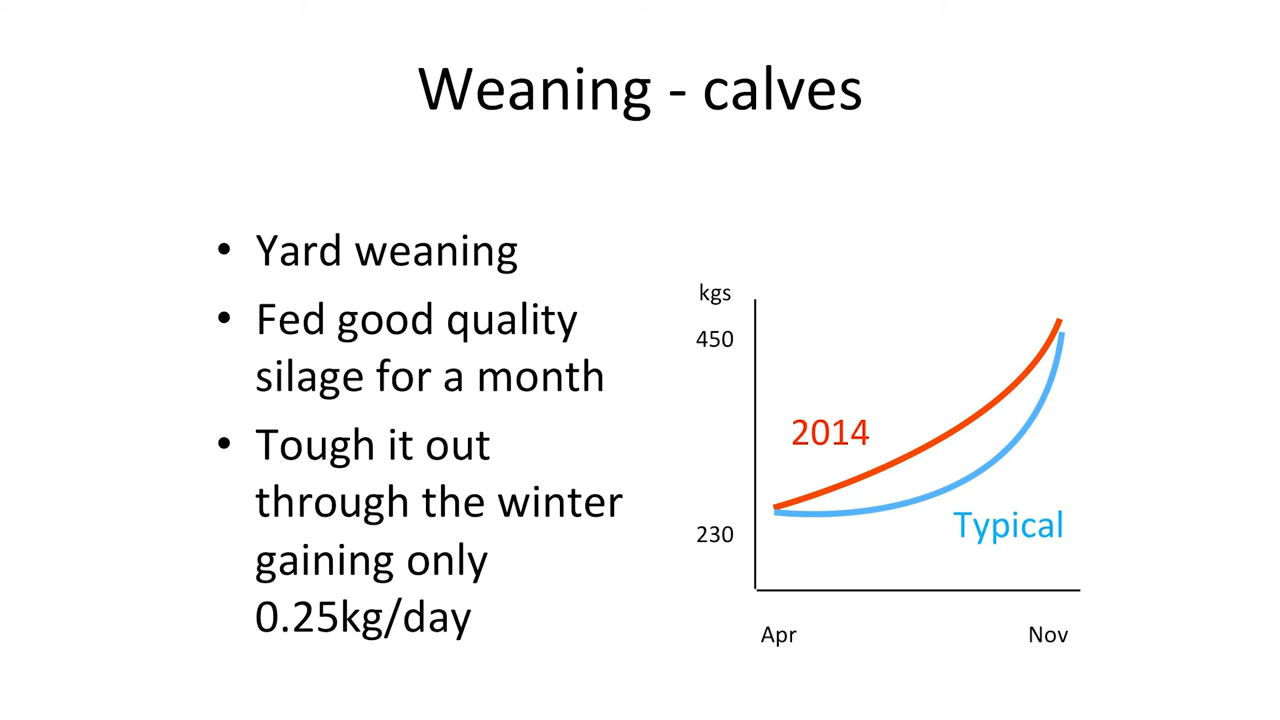 Weaning - calves
• Yard weaning
• Fed good quality
silage for a month
• Tough it out
through the winter
gaining only
0.25kg/day
kgs
450
2014
Typical
230
Apr
Nov